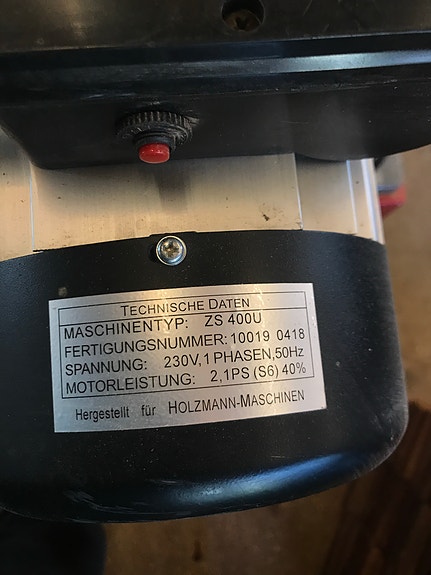 TECHNISCHE DATEN
MASCHINENTYP: ZS 400U
FERTIGUNGSNUMMER: 10019 0418
SPANNUNG: 230V, 1 PHASEN, 50Hz
MOTORLEISTUNG: 2,1PS (S6) 40%
Hergestellt für HOLZMANN-MASCHINEN